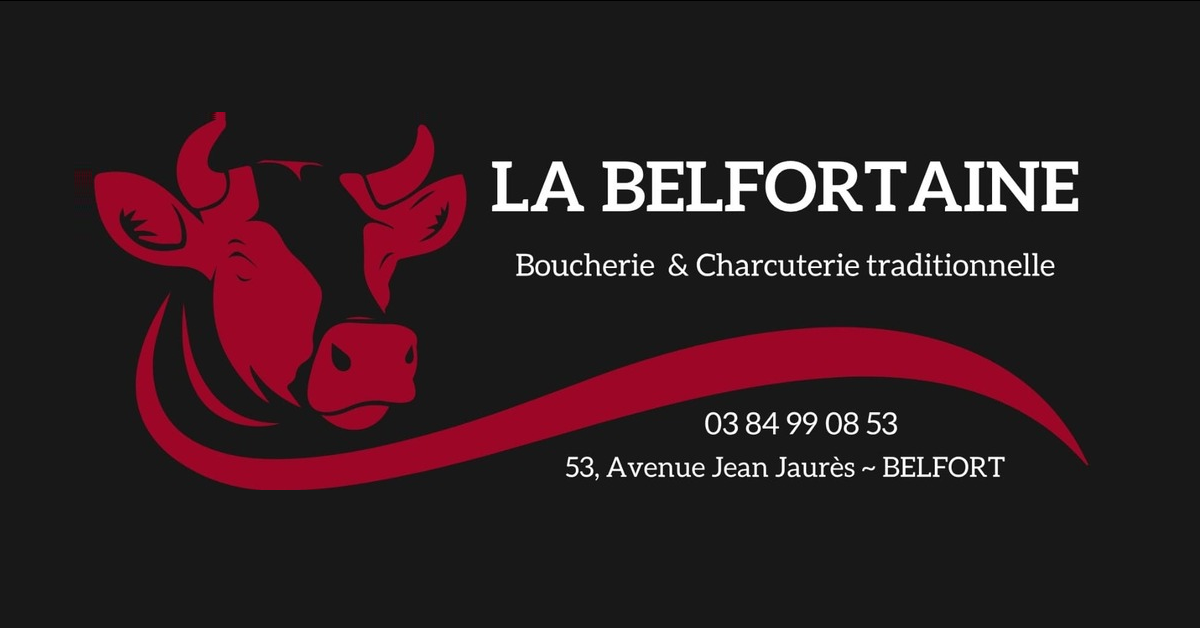 LA BELFORTAINE
Boucherie & Charcuterie traditionnelle
03 84 99 08 53
53, Avenue Jean Jaurès ~ BELFORT